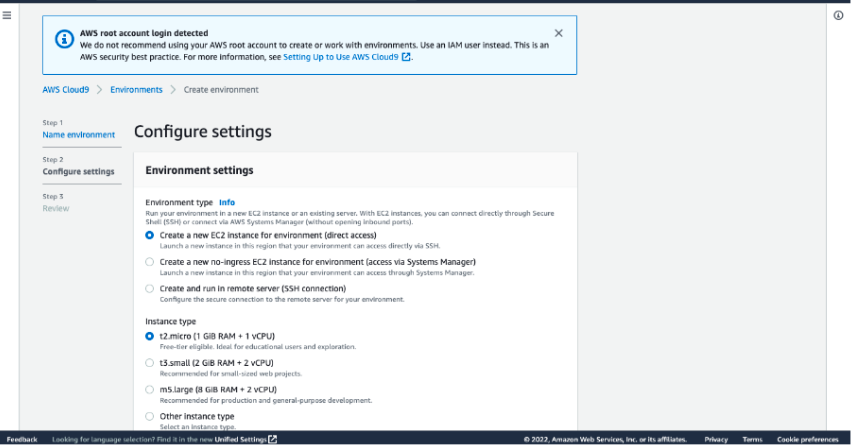 AWS root account login detected
We do not recommend using your AWS root account to create or work with environments. Use an IAM user instead. This is an
AWS security best practice. For more information, see Setting Up to Use AWS Cloud9.
AWS Cloud9 > Environments > Create environment
Step 1
Name environment
Step 2
Configure settings
Step 3
Review
Configure settings
Environment settings
Environment type Info
Run your environment in a new EC2 instance or an existing server. With EC2 instances, you can connect directly through Secure
Shell (SSH) or connect via AWS Systems Manager (without opening inbound ports).
Create a new EC2 instance for environment (direct access)
Launch a new instance in this region that your environment can access directly via SSH.
Create a new no-ingress EC2 instance for environment (access via Systems Manager)
Launch a new instance in this region that your environment can access through Systems Manager.
Create and run in remote server (SSH connection)
Configure the secure connection to the remote server for your environment.
Instance type
t2.micro (1 GiB RAM + 1 vCPU)
Free-tier eligible. Ideal for educational users and exploration.
t3.small (2 GiB RAM + 2 vCPU)
Recommended for small-sized web projects.
m5.large (8 GiB RAM + 2 vCPU)
Recommended for production and general-purpose development.
Other instance type
Select an instance type.
Feedback Looking for language selection? Find it in the new Unified Settings © 2022, Amazon Web Services, Inc. or its affiliates. Privacy Terms Cookie preferences